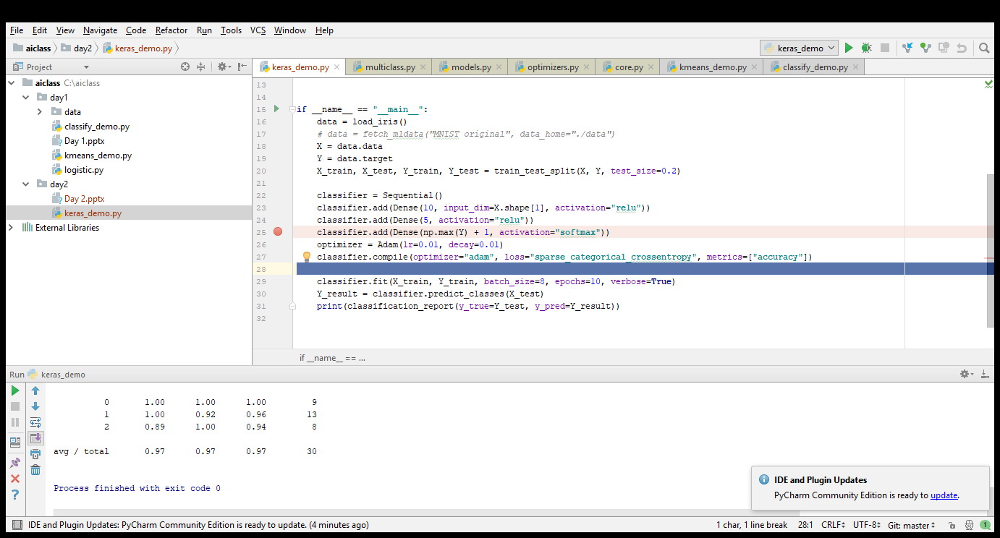 File Edit View Navigate Code Refactor Run Tools VCS Window Help
aiclass day2 keras_demo.py keras_demo
Project
keras_demo.py multiclass.py models.py optimizers.py core.py kmeans_demo.py classify_demo.py
aiclass C:\aiclass
day1
data
classify_demo.py
Day 1.pptx
kmeans_demo.py
logistic.py
day2
Day 2.pptx
keras_demo.py
External Libraries
13
14
15 if __name__ == "__main__":
16 data = load_iris()
17 # data = fetch_mldata("MNIST original", data_home="./data")
18 X = data.data
19 Y = data.target
20 X_train, X_test, Y_train, Y_test = train_test_split(X, Y, test_size=0.2)
21
22 classifier = Sequential()
23 classifier.add(Dense(10, input_dim=X.shape[1], activation="relu"))
24 classifier.add(Dense(5, activation="relu"))
25 classifier.add(Dense(np.max(Y) + 1, activation="softmax"))
26 optimizer = Adam(lr=0.01, decay=0.01)
27 classifier.compile(optimizer="adam", loss="sparse_categorical_crossentropy", metrics=["accuracy"])
28
29 classifier.fit(X_train, Y_train, batch_size=8, epochs=10, verbose=True)
30 Y_result = classifier.predict_classes(X_test)
31 print(classification_report(y_true=Y_test, y_pred=Y_result))
32
if __name__ == ...
Run keras_demo
0 1.00 1.00 1.00 9
1 1.00 0.92 0.96 13
2 0.89 1.00 0.94 8
avg / total 0.97 0.97 0.97 30
Process finished with exit code 0
IDE and Plugin Updates
PyCharm Community Edition is ready to update.
IDE and Plugin Updates: PyCharm Community Edition is ready to update. (4 minutes ago) 1 char, 1 line break 28:1 CRLF UTF-8 Git: master 1